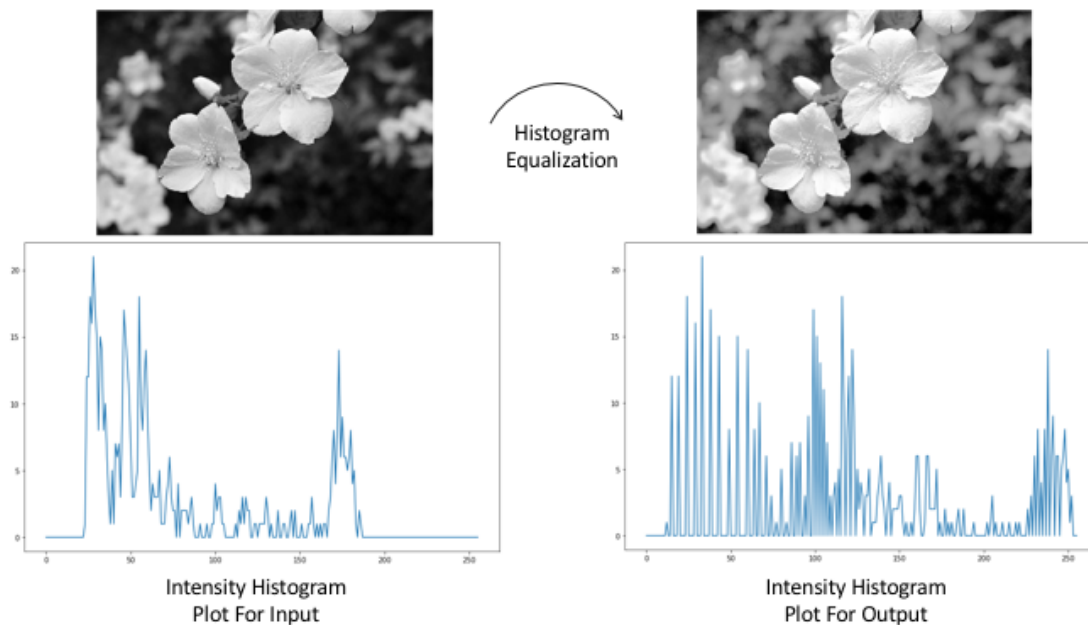 Histogram
Equalization
20
15
10
5
0
0 50 100 150 200 250
20
15
10
5
0
0 50 100 150 200 250
Intensity Histogram
Plot For Input
Intensity Histogram
Plot For Output